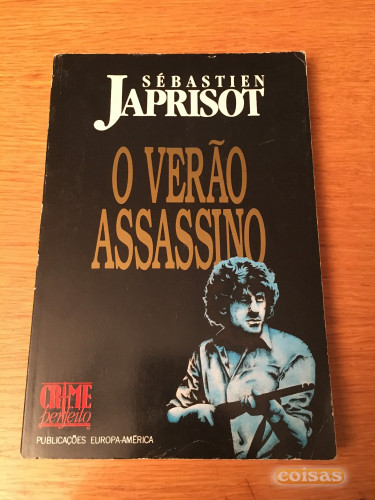 SÉBASTIEN
JAPRISOT
O VERÃO
ASSASSINO
CRIME
perfeito
PUBLICAÇÕES EUROPA-AMÉRICA
coisas